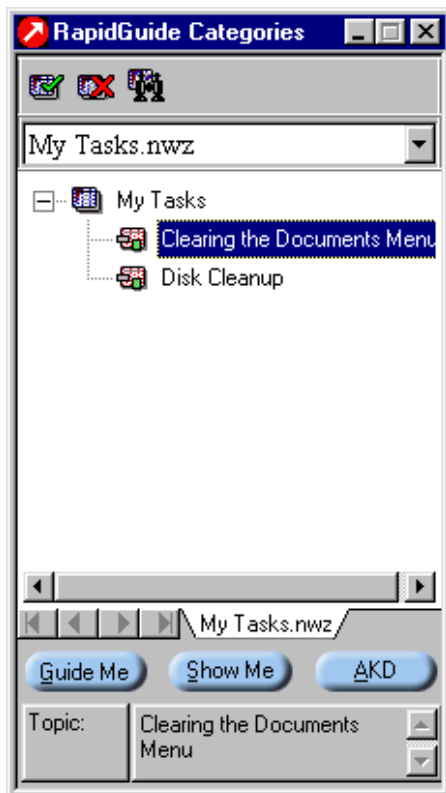 RapidGuide Categories
My Tasks.nwz
My Tasks
Clearing the Documents Menu
Disk Cleanup
My Tasks.nwz
Guide Me Show Me AKD
Topic: Clearing the Documents
Menu